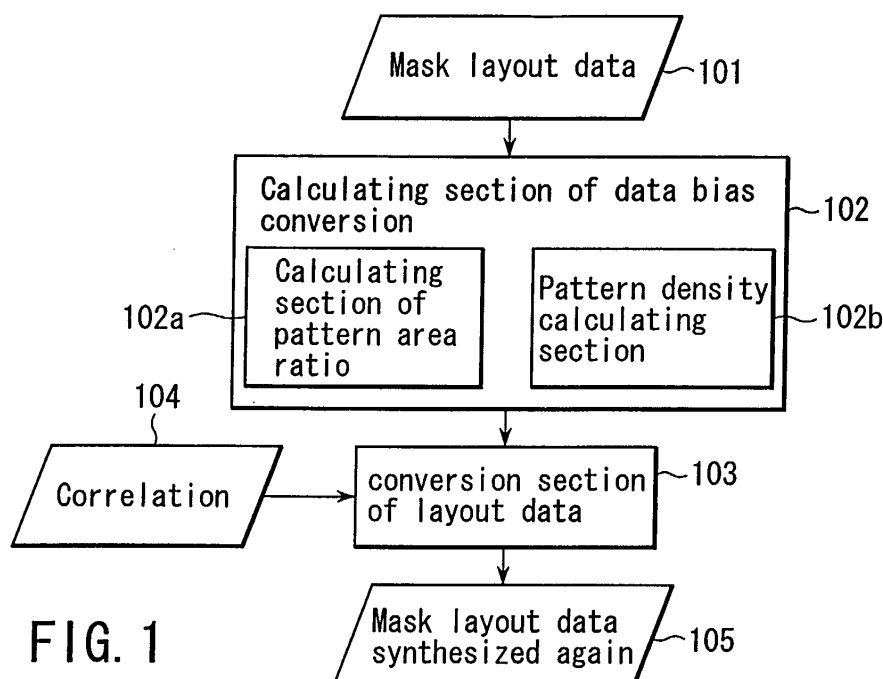 Mask layout data
101
Calculating section of data bias
conversion
102
Calculating
section of
pattern area
ratio
102a
Pattern density
calculating
section
102b
104
Correlation
conversion section
of layout data
103
Mask layout data
synthesized again
105
FIG. 1